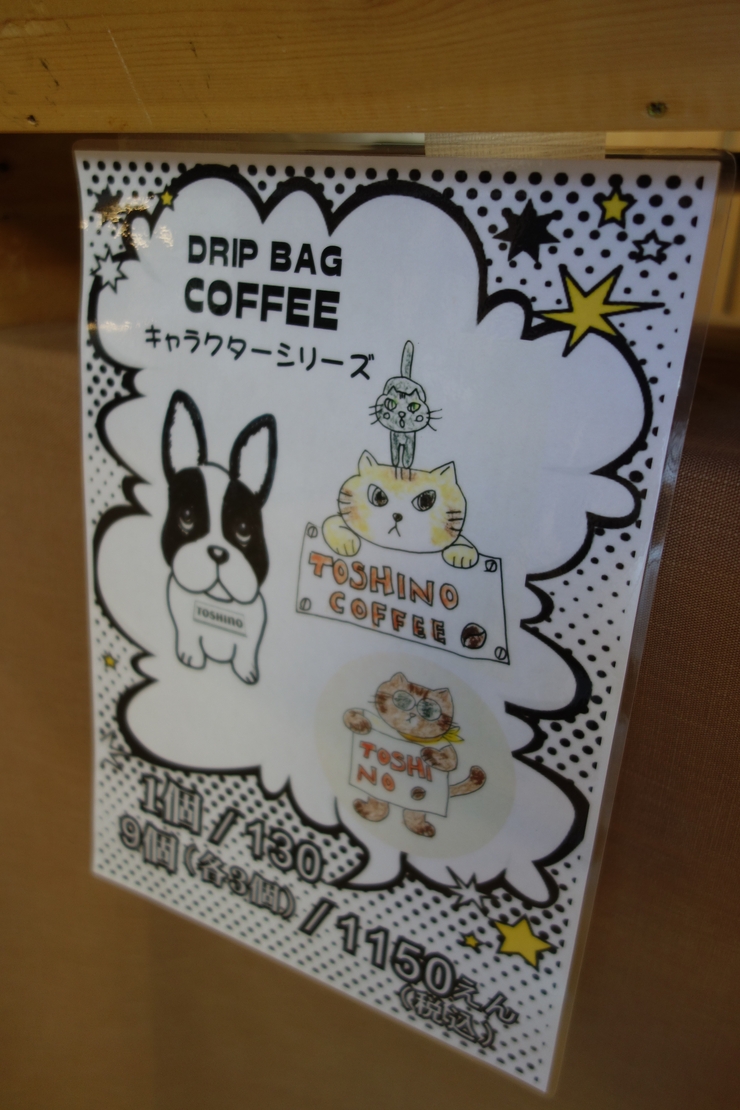 DRIP BAG
COFFEE
キャラクターシリーズ
TOSHINO
TOSHINO
COFFEE
TOSHI
NO
1個/130
9個(各3個)/1150えん
(税込)